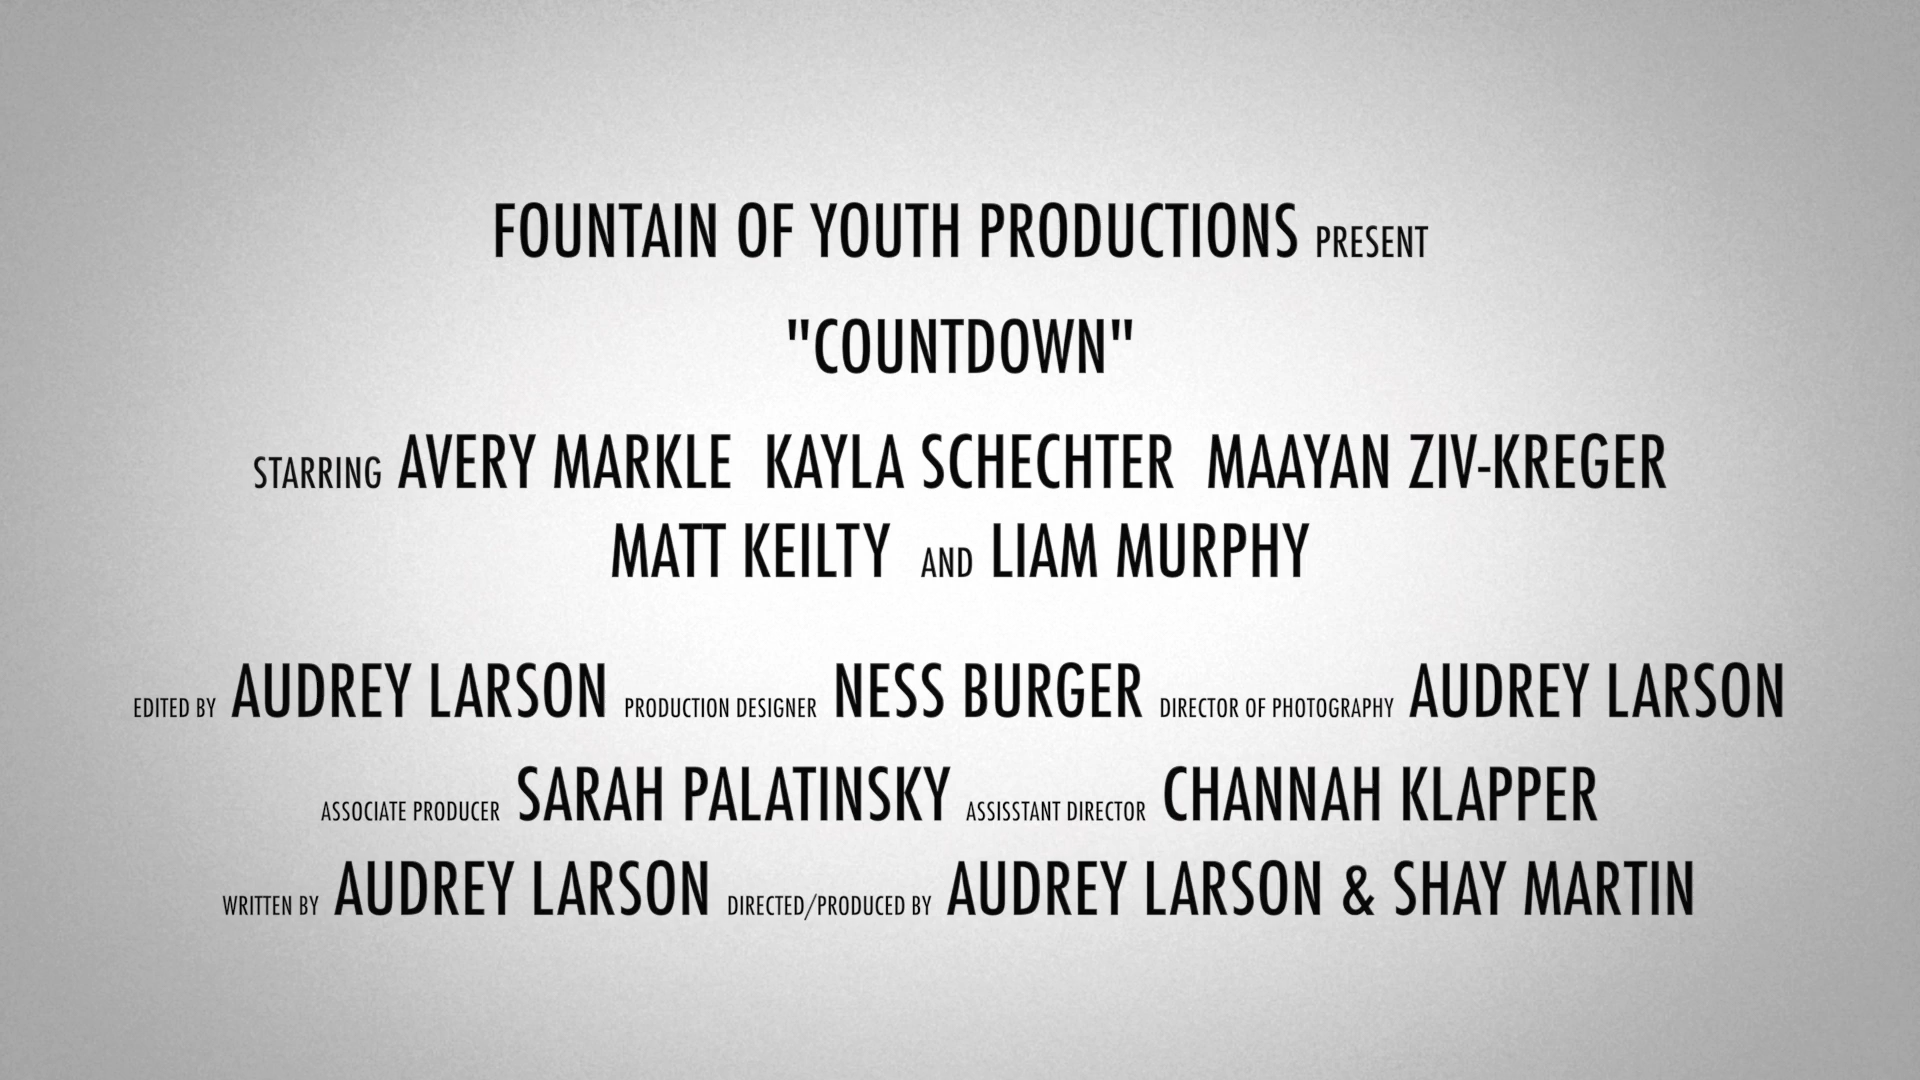 FOUNTAIN OF YOUTH PRODUCTIONS PRESENT
"COUNTDOWN"
STARRING AVERY MARKLE KAYLA SCHECHTER MAAYAN ZIV-KREGER
MATT KEILTY AND LIAM MURPHY
EDITED BY AUDREY LARSON PRODUCTION DESIGNER NESS BURGER DIRECTOR OF PHOTOGRAPHY AUDREY LARSON
ASSOCIATE PRODUCER SARAH PALATINSKY ASSISSTANT DIRECTOR CHANNAH KLAPPER
WRITTEN BY AUDREY LARSON DIRECTED/PRODUCED BY AUDREY LARSON & SHAY MARTIN